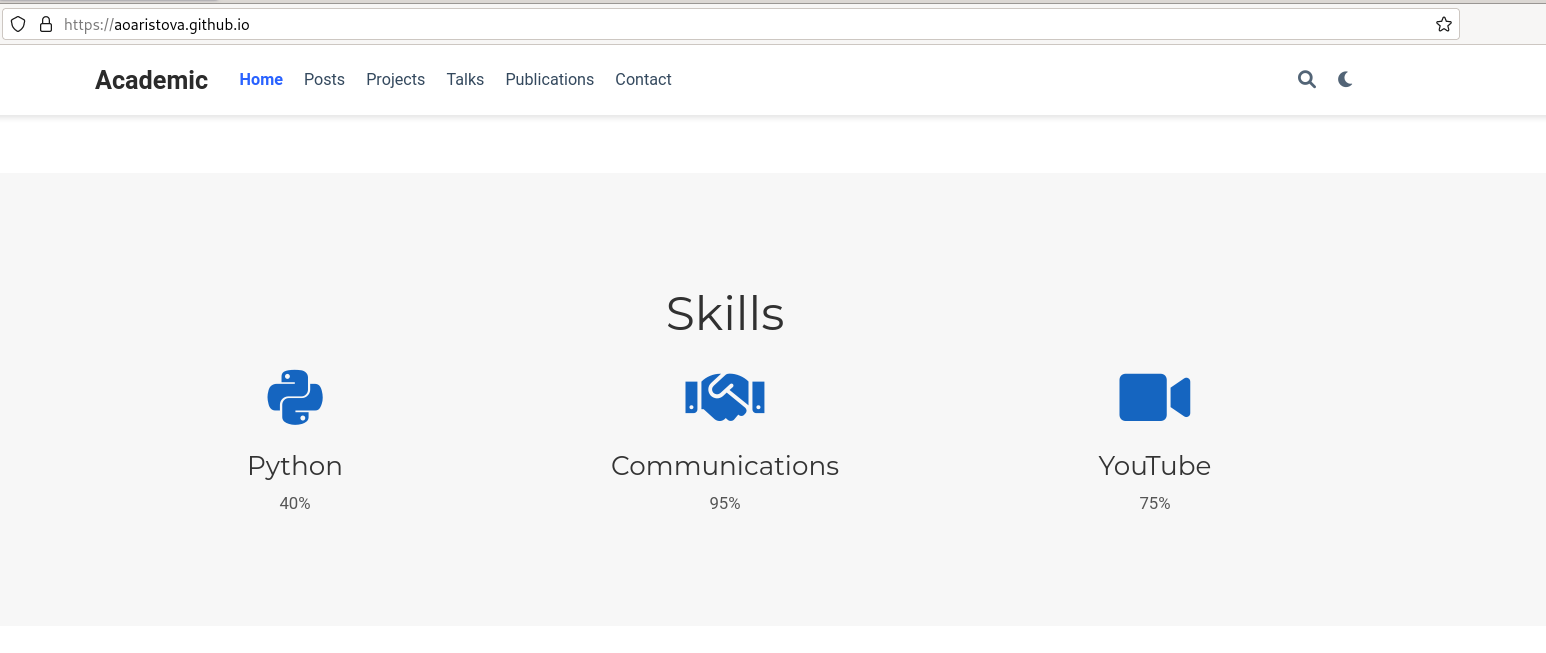 https://aoaristova.github.io
Academic Home Posts Projects Talks Publications Contact
Skills
Python Communications YouTube
40% 95% 75%